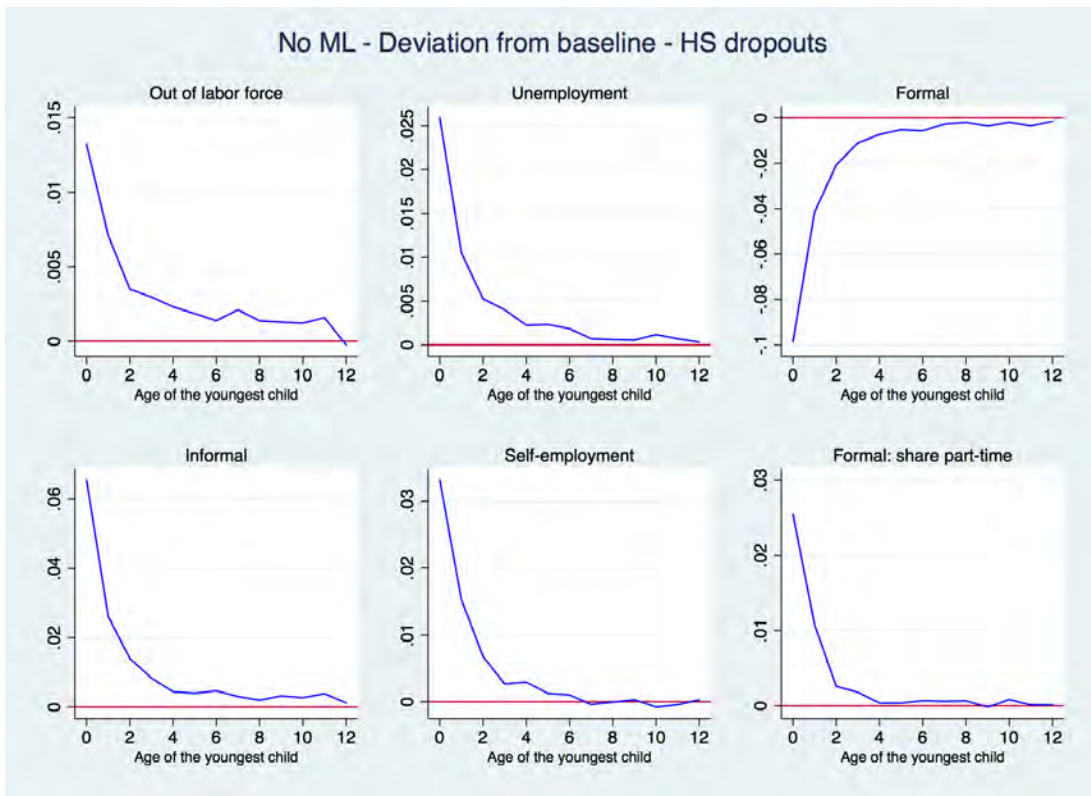 No ML - Deviation from baseline - HS dropouts
Out of labor force
.015
.01
.005
0
0 2 4 6 8 10 12
Age of the youngest child
Unemployment
.025
.02
.015
.01
.005
0
0 2 4 6 8 10 12
Age of the youngest child
Formal
0
-.02
-.04
-.06
-.08
-.1
0 2 4 6 8 10 12
Age of the youngest child
Informal
.06
.04
.02
0
0 2 4 6 8 10 12
Age of the youngest child
Self-employment
.03
.02
.01
0
0 2 4 6 8 10 12
Age of the youngest child
Formal: share part-time
.03
.02
.01
0
0 2 4 6 8 10 12
Age of the youngest child